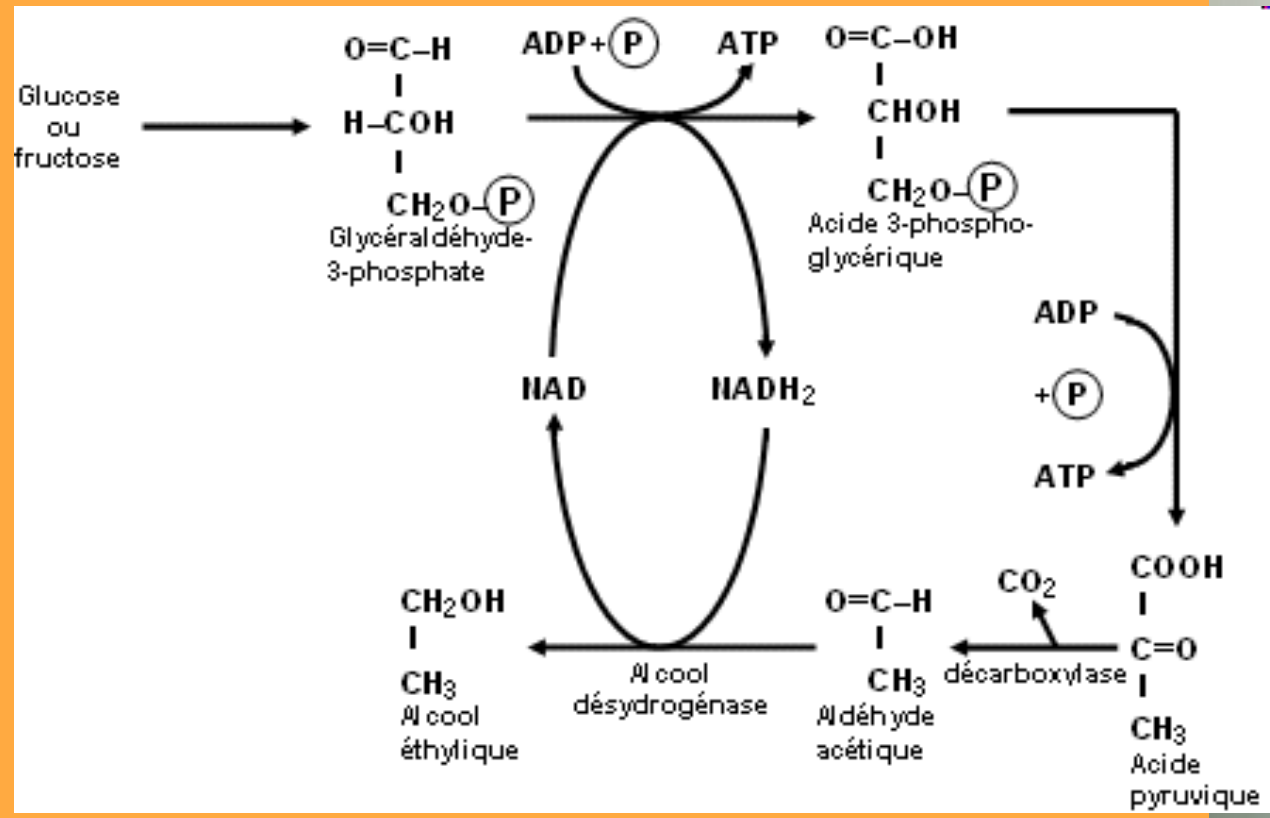 Glucose
ou
fructose
O=C–H
H–COH
CH₂O–P
Glycéraldéhyde-
3-phosphate
ADP+P
ATP
O=C–OH
CHOH
CH₂O–P
Acide 3-phospho-
glycérique
NAD
NADH₂
ADP
+P
ATP
COOH
C=O
CH₃
Acide
pyruvique
CO₂
décarboxylase
O=C–H
CH₃
Aldéhyde
acétique
Alcool
désydrogénase
CH₂OH
CH₃
Alcool
éthylique